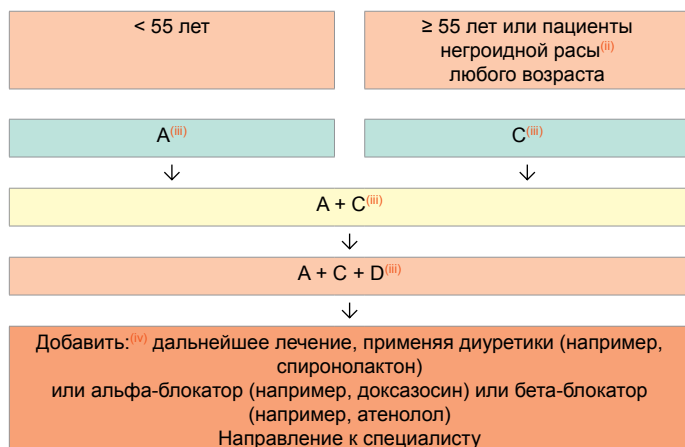 < 55 лет
≥ 55 лет или пациенты
негроидной расы(ii)
любого возраста
A(iii)
C(iii)
A + C(iii)
A + C + D(iii)
Добавить:(iv) дальнейшее лечение, применяя диуретики (например,
спиронолактон)
или альфа-блокатор (например, доксазосин) или бета-блокатор
(например, атенолол)
Направление к специалисту